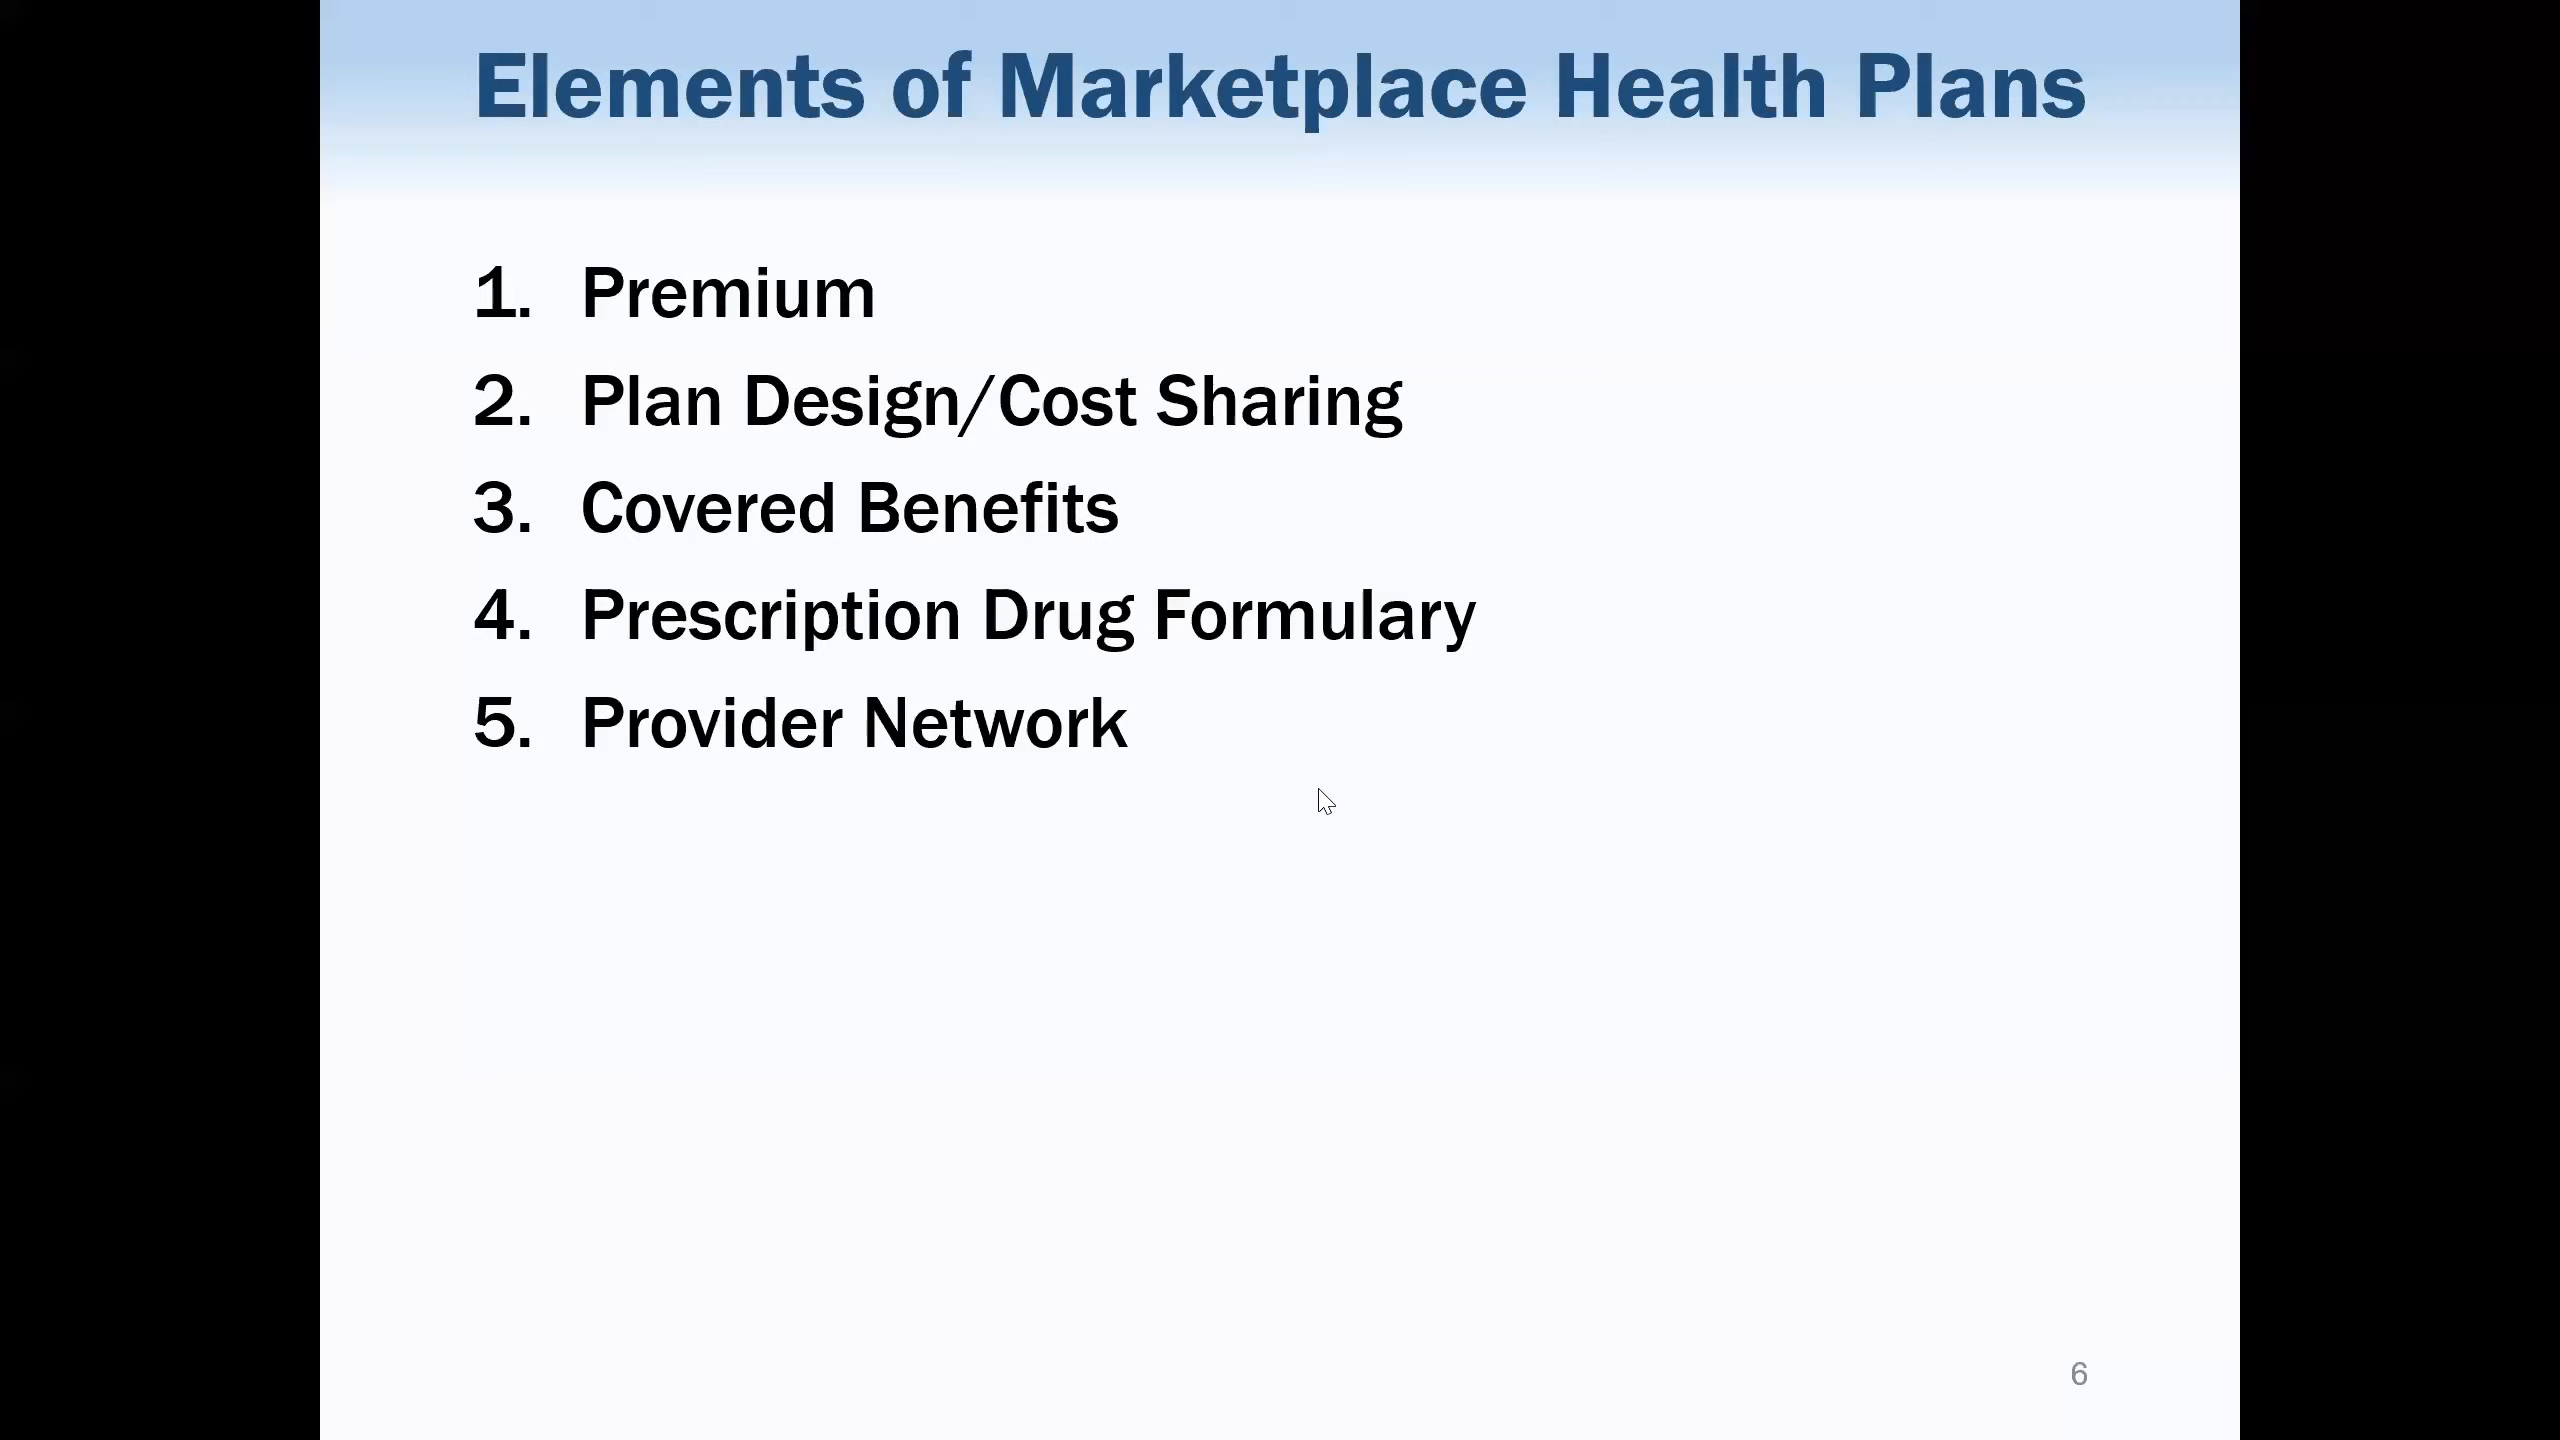 Elements of Marketplace Health Plans
1. Premium
2. Plan Design/Cost Sharing
3. Covered Benefits
4. Prescription Drug Formulary
5. Provider Network
6